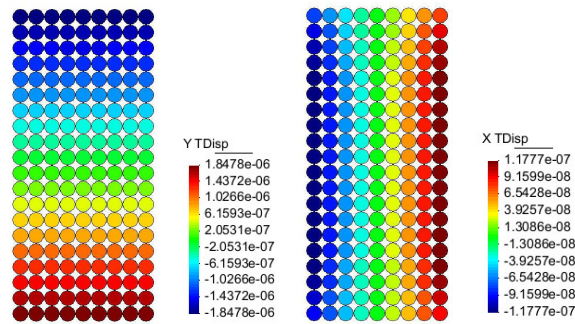 Y TDisp
1.8478e-06
1.4372e-06
1.0266e-06
6.1593e-07
2.0531e-07
-2.0531e-07
-6.1593e-07
-1.0266e-06
-1.4372e-06
-1.8478e-06
X TDisp
1.1777e-07
9.1599e-08
6.5428e-08
3.9257e-08
1.3086e-08
-1.3086e-08
-3.9257e-08
-6.5428e-08
-9.1599e-08
-1.1777e-07